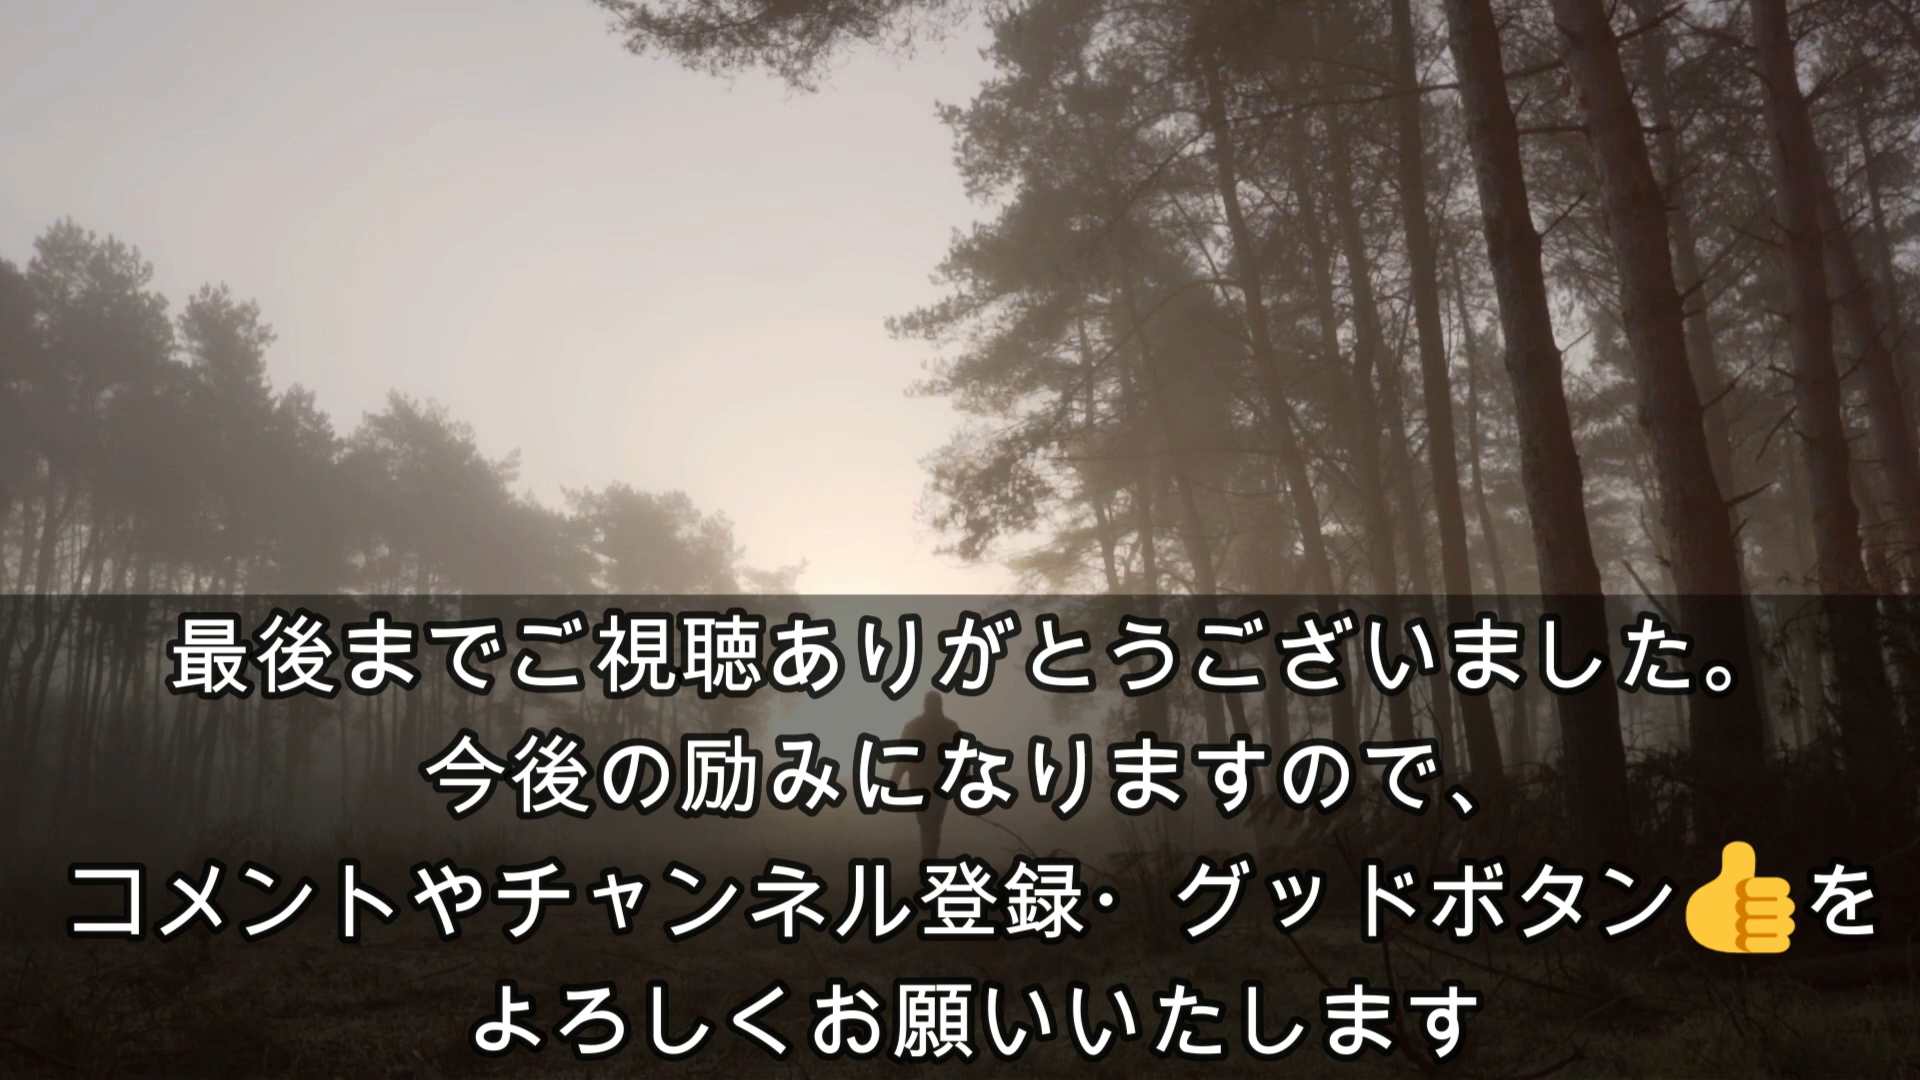 最後までご視聴ありがとうございました。
今後の励みになりますので、
コメントやチャンネル登録･グッドボタン👍を
よろしくお願いいたします